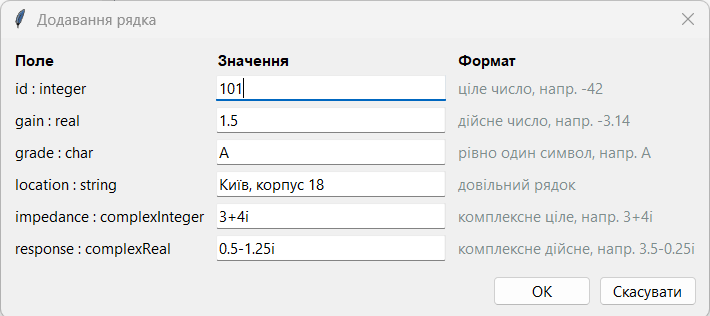 Додавання рядка
Поле Значення Формат
id : integer 101 ціле число, напр. -42
gain : real 1.5 дійсне число, напр. -3.14
grade : char A рівно один символ, напр. A
location : string Київ, корпус 18 довільний рядок
impedance : complexInteger 3+4i комплексне ціле, напр. 3+4i
response : complexReal 0.5-1.25i комплексне дійсне, напр. 3.5-0.25i
OK Скасувати